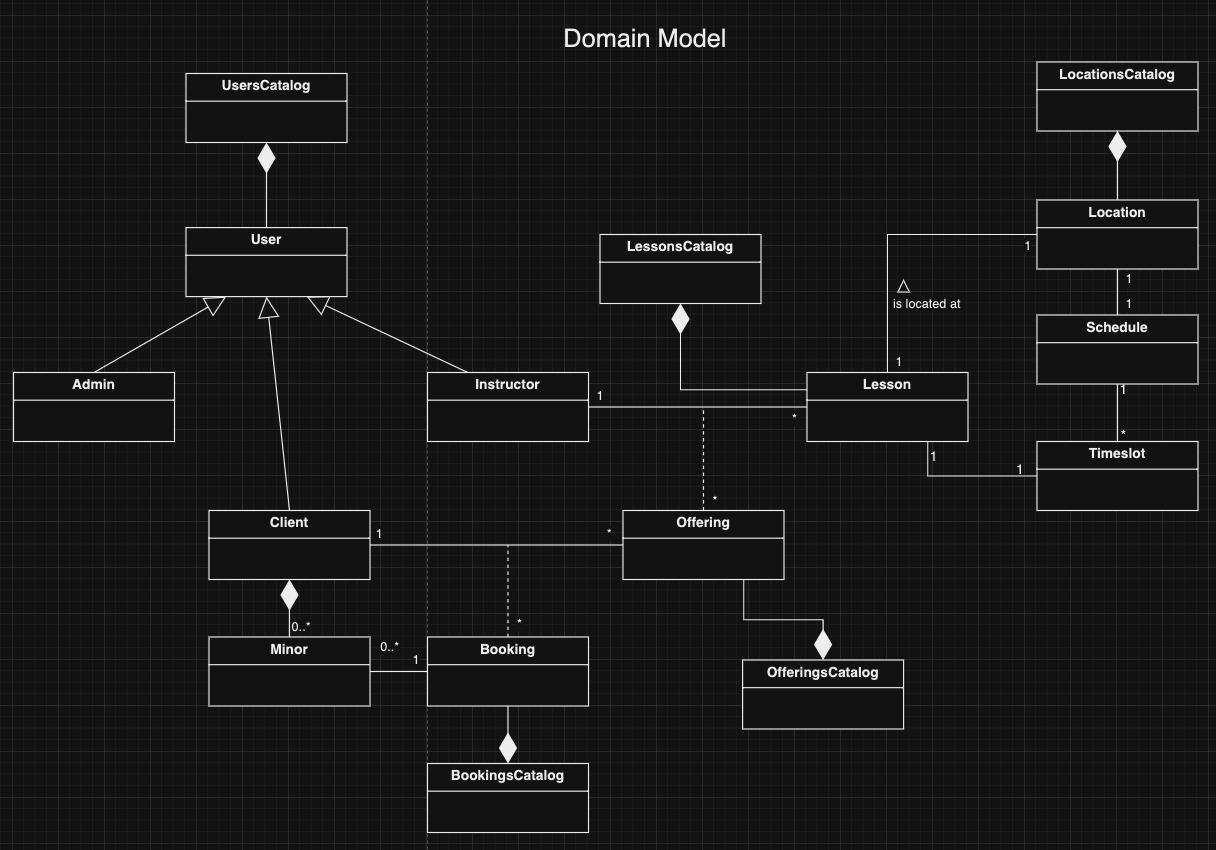 Domain Model
UsersCatalog
LocationsCatalog
User
LessonsCatalog
Location
1
is located at
1
1
Schedule
1
Admin
Instructor
1
*
Lesson
1
*
Timeslot
1
1
Client
1
*
*
Offering
0..*
Minor
0..*
1
*
Booking
OfferingsCatalog
BookingsCatalog